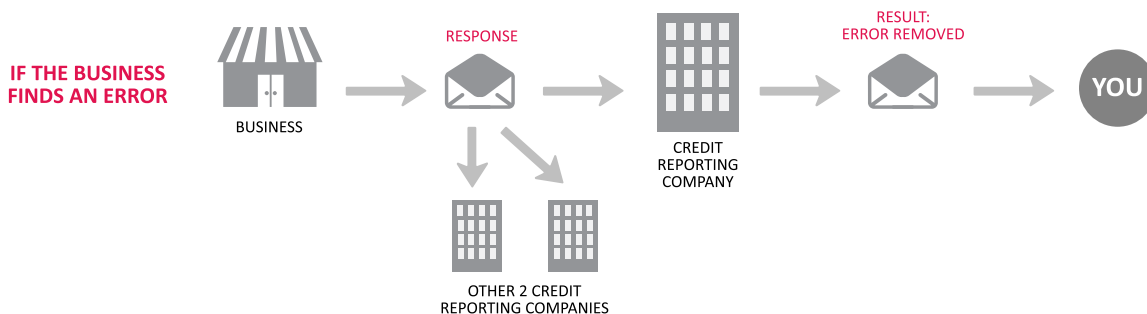 IF THE BUSINESS
FINDS AN ERROR
BUSINESS
RESPONSE
OTHER 2 CREDIT
REPORTING COMPANIES
CREDIT
REPORTING
COMPANY
RESULT:
ERROR REMOVED
YOU